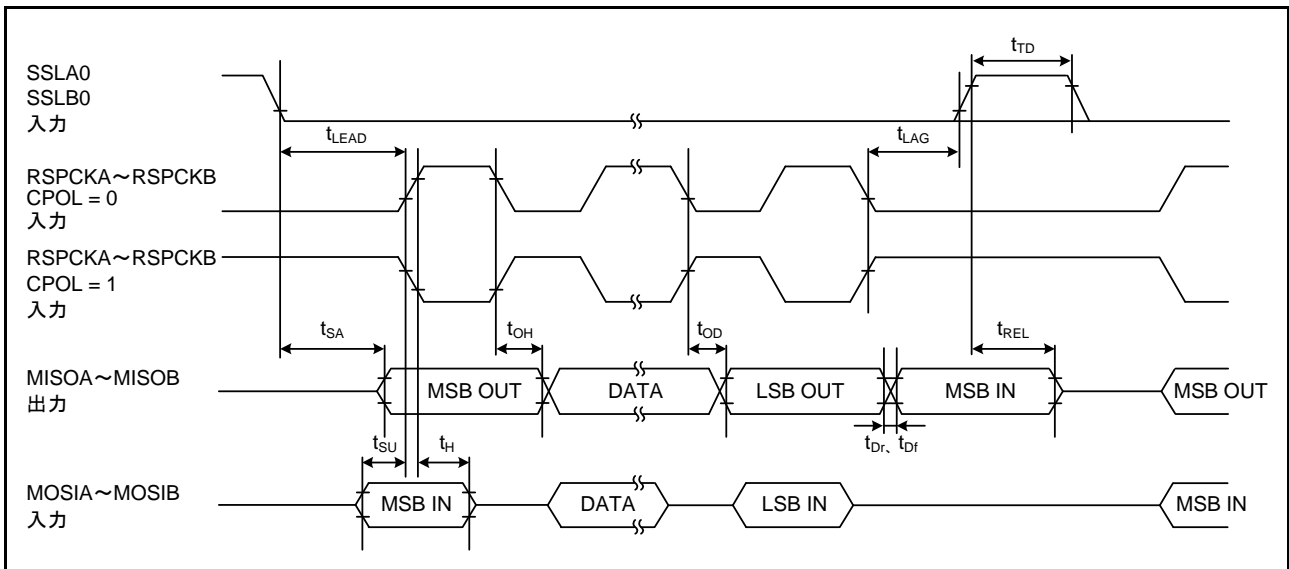 SSLA0
SSLB0
入力
tTD
tLEAD
tLAG
RSPCKA～RSPCKB
CPOL = 0
入力
RSPCKA～RSPCKB
CPOL = 1
入力
tSA
tOH
tOD
tREL
MISOA～MISOB
出力
MSB OUT
DATA
LSB OUT
MSB IN
MSB OUT
tSU
tH
tDr、tDf
MOSIA～MOSIB
入力
MSB IN
DATA
LSB IN
MSB IN